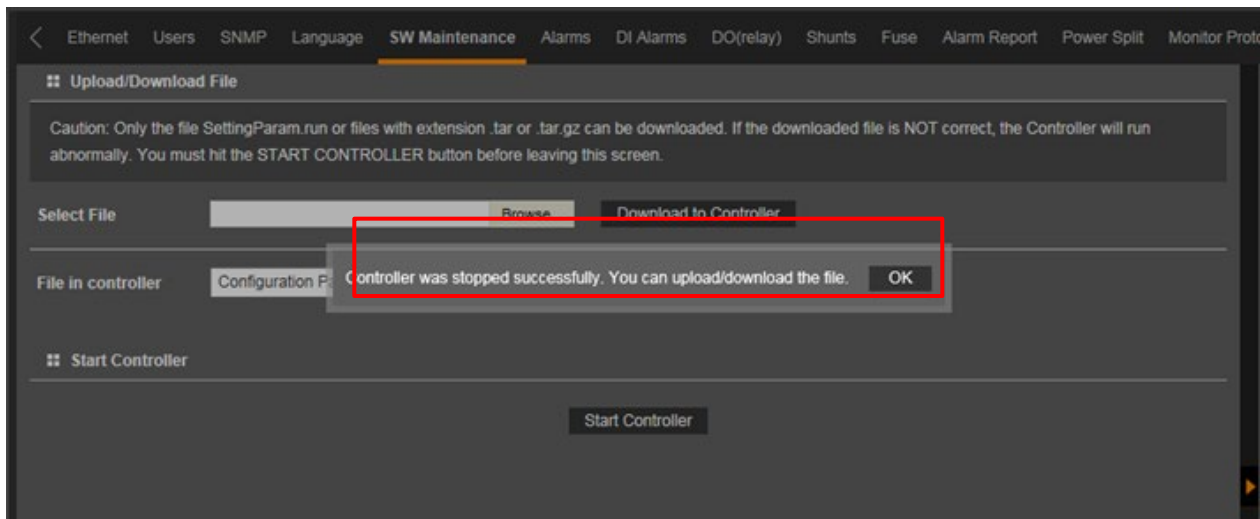 Ethernet Users SNMP Language SW Maintenance Alarms DI Alarms DO(relay) Shunts Fuse Alarm Report Power Split Monitor Proto
Upload/Download File
Caution: Only the file SettingParam.run or files with extension .tar or .tar.gz can be downloaded. If the downloaded file is NOT correct, the Controller will run
abnormally. You must hit the START CONTROLLER button before leaving this screen.
Select File Browse... Download to Controller
File in controller Configuration P
Controller was stopped successfully. You can upload/download the file. OK
Start Controller
Start Controller